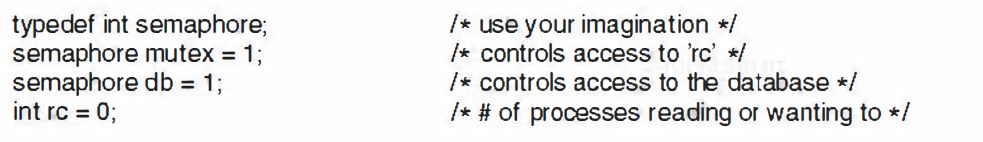 typedef int semaphore; /* use your imagination */
semaphore mutex = 1; /* controls access to 'rc' */
semaphore db = 1; /* controls access to the database */
int rc = 0; /* # of processes reading or wanting to */